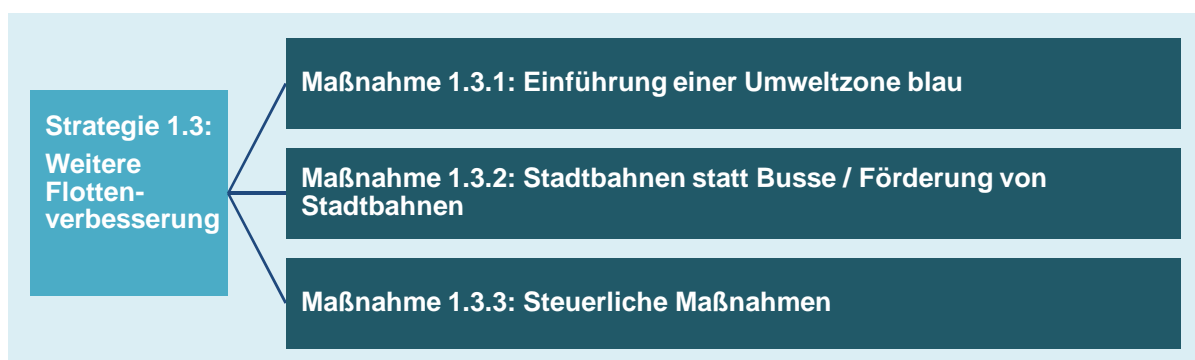 Strategie 1.3:
Weitere
Flotten-
verbesserung
Maßnahme 1.3.1: Einführung einer Umweltzone blau
Maßnahme 1.3.2: Stadtbahnen statt Busse / Förderung von
Stadtbahnen
Maßnahme 1.3.3: Steuerliche Maßnahmen